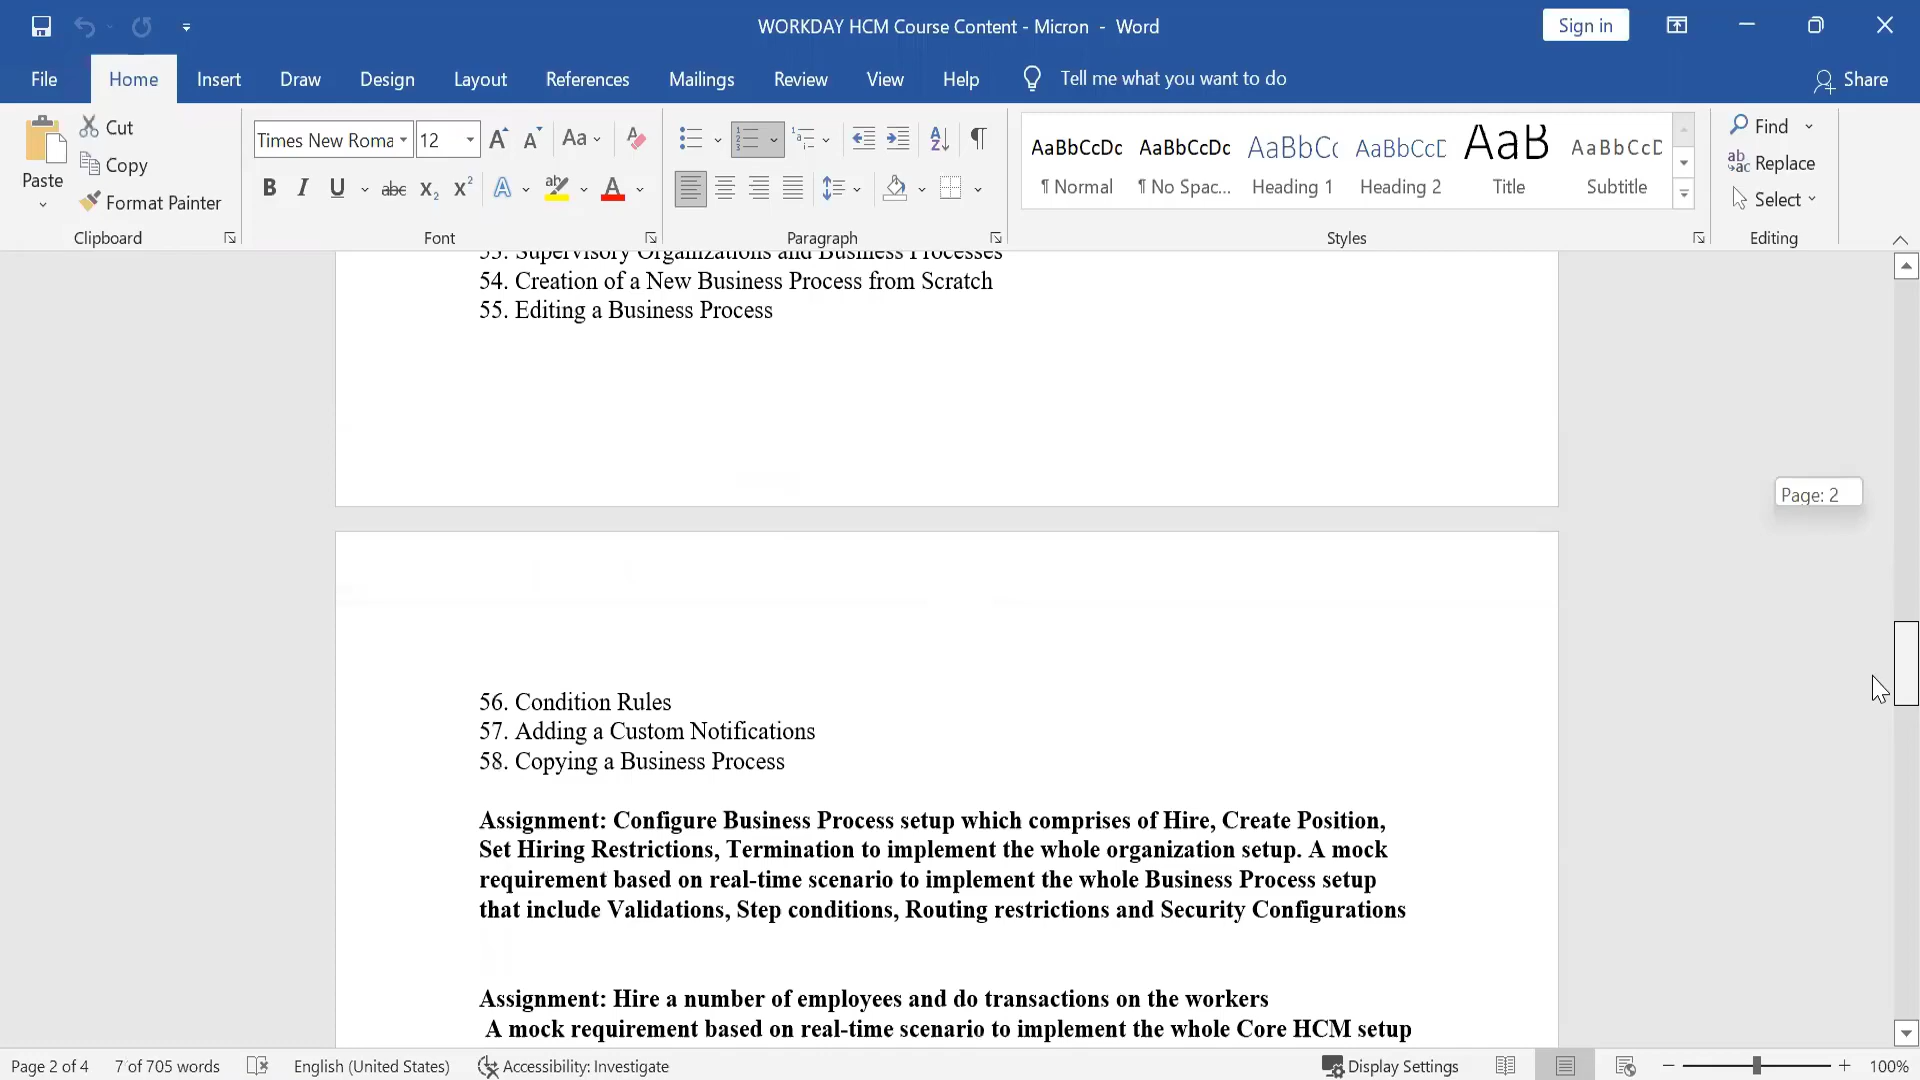 WORKDAY HCM Course Content - Micron - Word
Sign in
File Home Insert Draw Design Layout References Mailings Review View Help Tell me what you want to do Share
Paste
Cut
Copy
Format Painter
Clipboard
Times New Roma 12
Font
Paragraph
AaBbCcDc AaBbCcDc AaBbCc AaBbCcD AaB AaBbCcD
¶ Normal ¶ No Spac... Heading 1 Heading 2 Title Subtitle
Styles
Find
Replace
Select
Editing
53. Supervisory Organizations and Business Processes
54. Creation of a New Business Process from Scratch
55. Editing a Business Process
Page: 2
56. Condition Rules
57. Adding a Custom Notifications
58. Copying a Business Process
Assignment: Configure Business Process setup which comprises of Hire, Create Position,
Set Hiring Restrictions, Termination to implement the whole organization setup. A mock
requirement based on real-time scenario to implement the whole Business Process setup
that include Validations, Step conditions, Routing restrictions and Security Configurations
Assignment: Hire a number of employees and do transactions on the workers
A mock requirement based on real-time scenario to implement the whole Core HCM setup
Page 2 of 4 7 of 705 words English (United States) Accessibility: Investigate Display Settings 100%